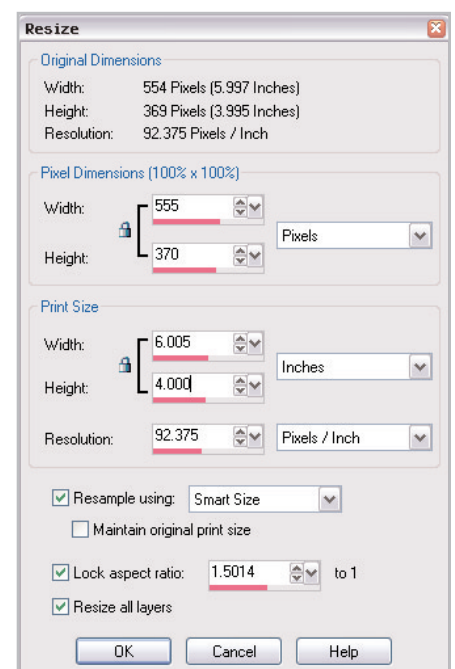 Resize
Original Dimensions
Width: 554 Pixels (5.997 Inches)
Height: 369 Pixels (3.995 Inches)
Resolution: 92.375 Pixels / Inch
Pixel Dimensions (100% x 100%)
Width: 555
Pixels
Height: 370
Print Size
Width: 6.005
Inches
Height: 4.000
Resolution: 92.375 Pixels / Inch
Resample using: Smart Size
Maintain original print size
Lock aspect ratio: 1.5014 to 1
Resize all layers
OK Cancel Help